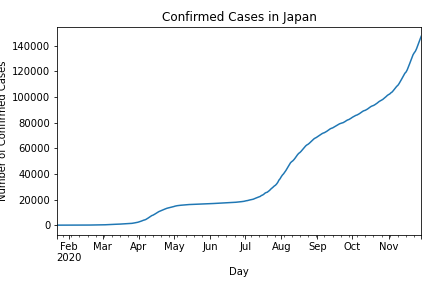 Confirmed Cases in Japan
Number of Confirmed Cases
140000
120000
100000
80000
60000
40000
20000
0
Feb Mar Apr May Jun Jul Aug Sep Oct Nov
2020
Day